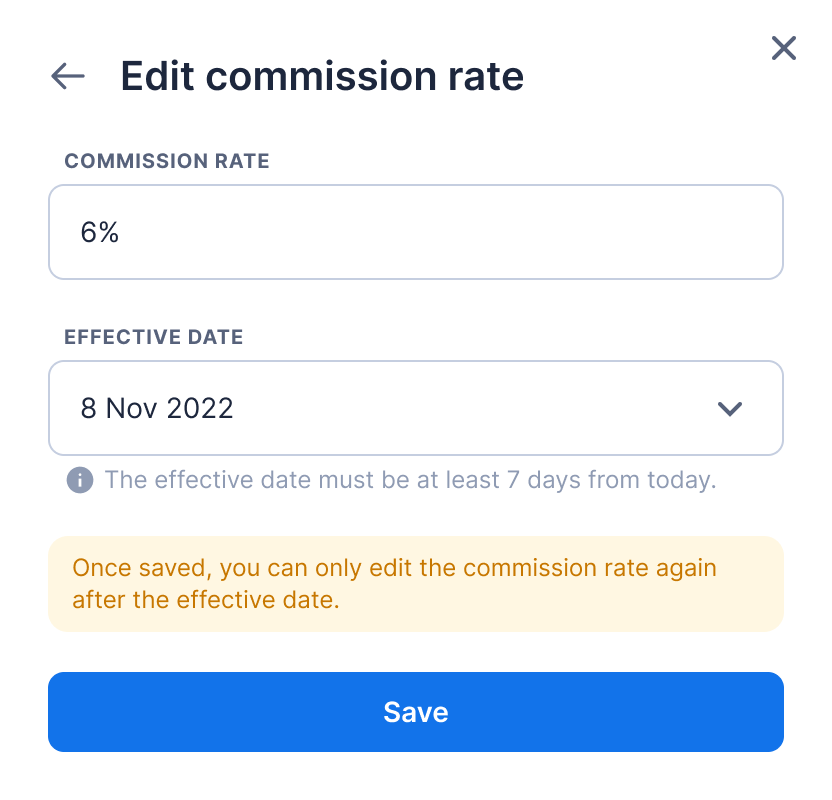 Edit commission rate
COMMISSION RATE
6%
EFFECTIVE DATE
8 Nov 2022
The effective date must be at least 7 days from today.
Once saved, you can only edit the commission rate again
after the effective date.
Save